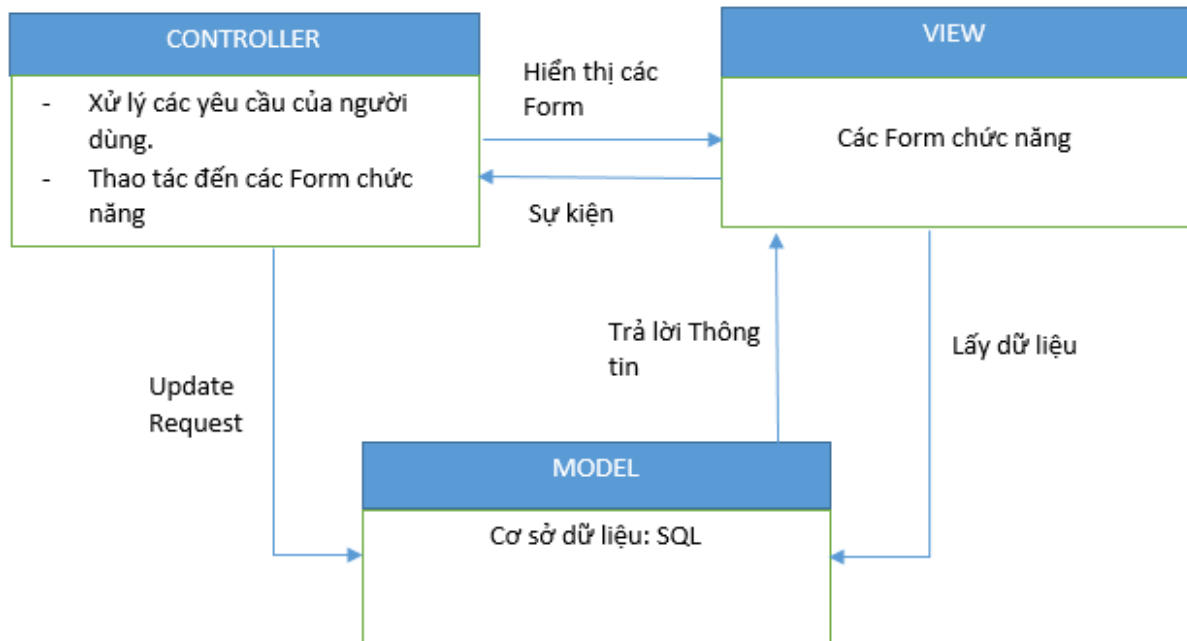 CONTROLLER
- Xử lý các yêu cầu của người
dùng.
- Thao tác đến các Form chức
năng
Hiển thị các
Form
Sự kiện
VIEW
Các Form chức năng
Update
Request
Trả lời Thông
tin
Lấy dữ liệu
MODEL
Cơ sở dữ liệu: SQL